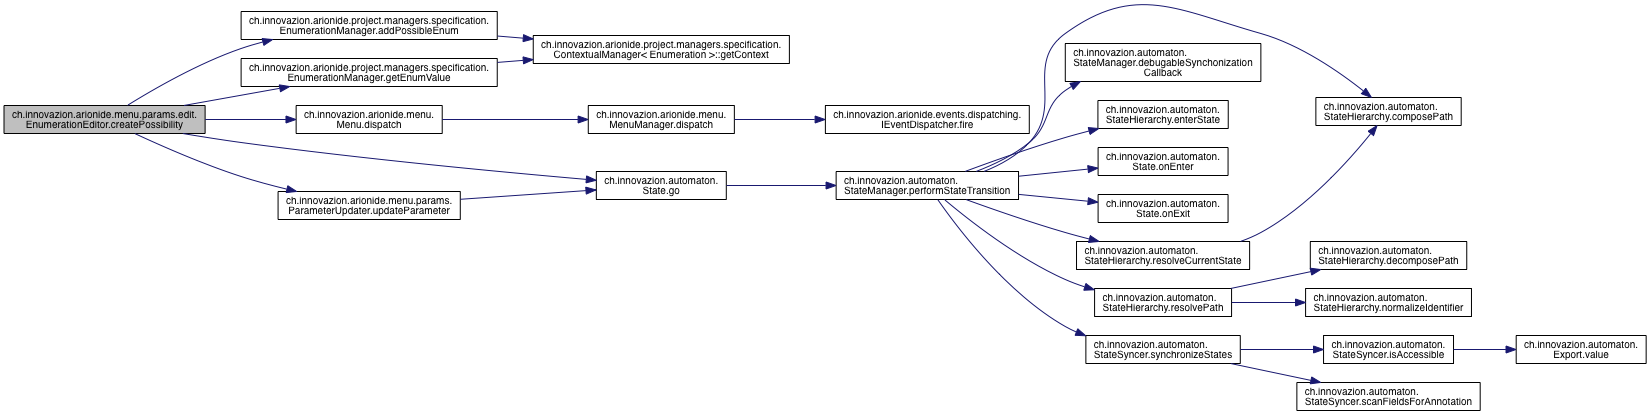 ch.innovazion.arionide.menu.params.edit.
EnumerationEditor.createPossibility
ch.innovazion.arionide.project.managers.specification.
EnumerationManager.addPossibleEnum
ch.innovazion.arionide.project.managers.specification.
EnumerationManager.getEnumValue
ch.innovazion.arionide.project.managers.specification.
ContextualManager< Enumeration >::getContext
ch.innovazion.arionide.menu.
Menu.dispatch
ch.innovazion.arionide.menu.
MenuManager.dispatch
ch.innovazion.arionide.events.dispatching.
IEventDispatcher.fire
ch.innovazion.arionide.menu.params.
ParameterUpdater.updateParameter
ch.innovazion.automaton.
State.go
ch.innovazion.automaton.
StateManager.performStateTransition
ch.innovazion.automaton.
StateManager.debugableSynchonization
Callback
ch.innovazion.automaton.
StateHierarchy.enterState
ch.innovazion.automaton.
State.onEnter
ch.innovazion.automaton.
State.onExit
ch.innovazion.automaton.
StateHierarchy.resolveCurrentState
ch.innovazion.automaton.
StateHierarchy.resolvePath
ch.innovazion.automaton.
StateSyncer.synchronizeStates
ch.innovazion.automaton.
StateHierarchy.composePath
ch.innovazion.automaton.
StateHierarchy.decomposePath
ch.innovazion.automaton.
StateHierarchy.normalizeIdentifier
ch.innovazion.automaton.
StateSyncer.isAccessible
ch.innovazion.automaton.
StateSyncer.scanFieldsForAnnotation
ch.innovazion.automaton.
Export.value